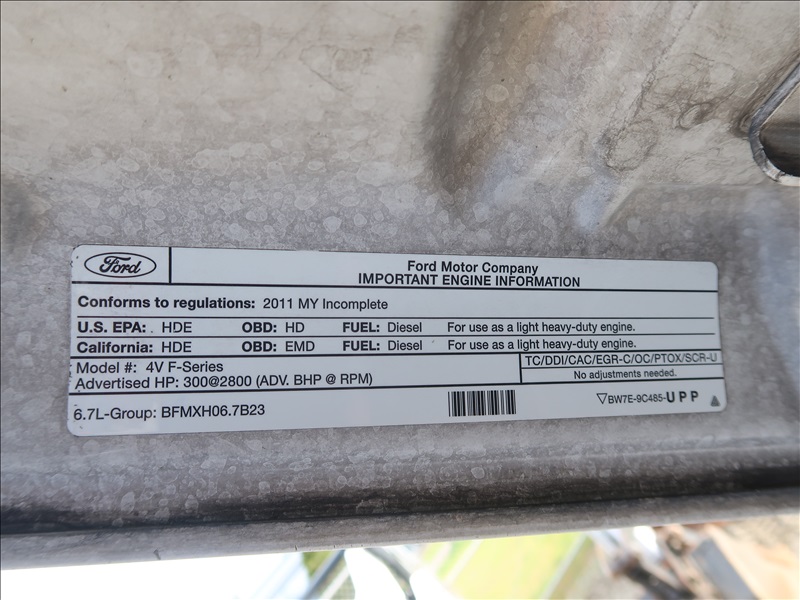 Ford
Ford Motor Company
IMPORTANT ENGINE INFORMATION
Conforms to regulations: 2011 MY Incomplete
U.S. EPA: HDE OBD: HD FUEL: Diesel For use as a light heavy-duty engine.
California: HDE OBD: EMD FUEL: Diesel For use as a light heavy-duty engine.
Model #: 4V F-Series
Advertised HP: 300@2800 (ADV. BHP @ RPM)
TC/DDI/CAC/EGR-C/OC/PTOX/SCR-U
No adjustments needed.
6.7L-Group: BFMXH06.7B23
▽BW7E-9C485-UPP